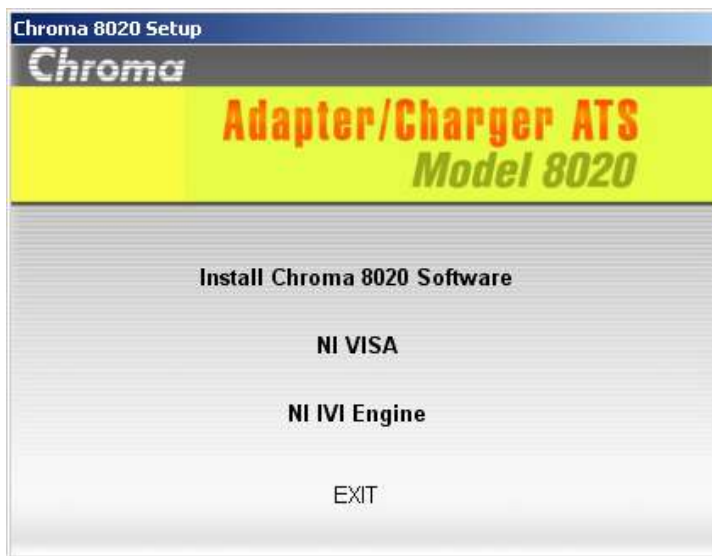 Chroma 8020 Setup
Chroma
Adapter/Charger ATS
Model 8020
Install Chroma 8020 Software
NI VISA
NI IVI Engine
EXIT